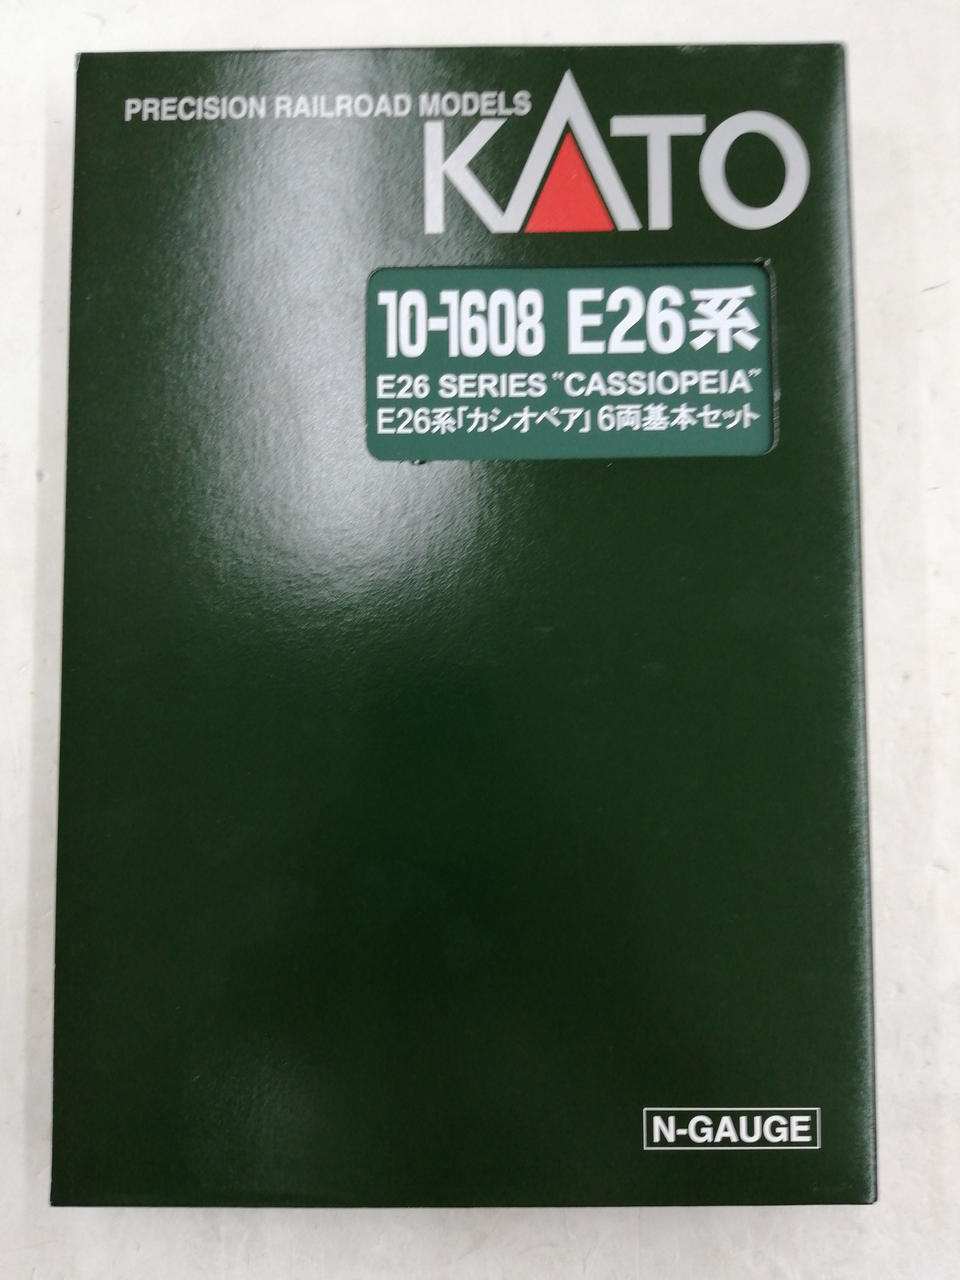 PRECISION RAILROAD MODELS
KATO
10-1608 E26系
E26 SERIES “CASSIOPEIA”
E26系「カシオペア」6両基本セット
N-GAUGE